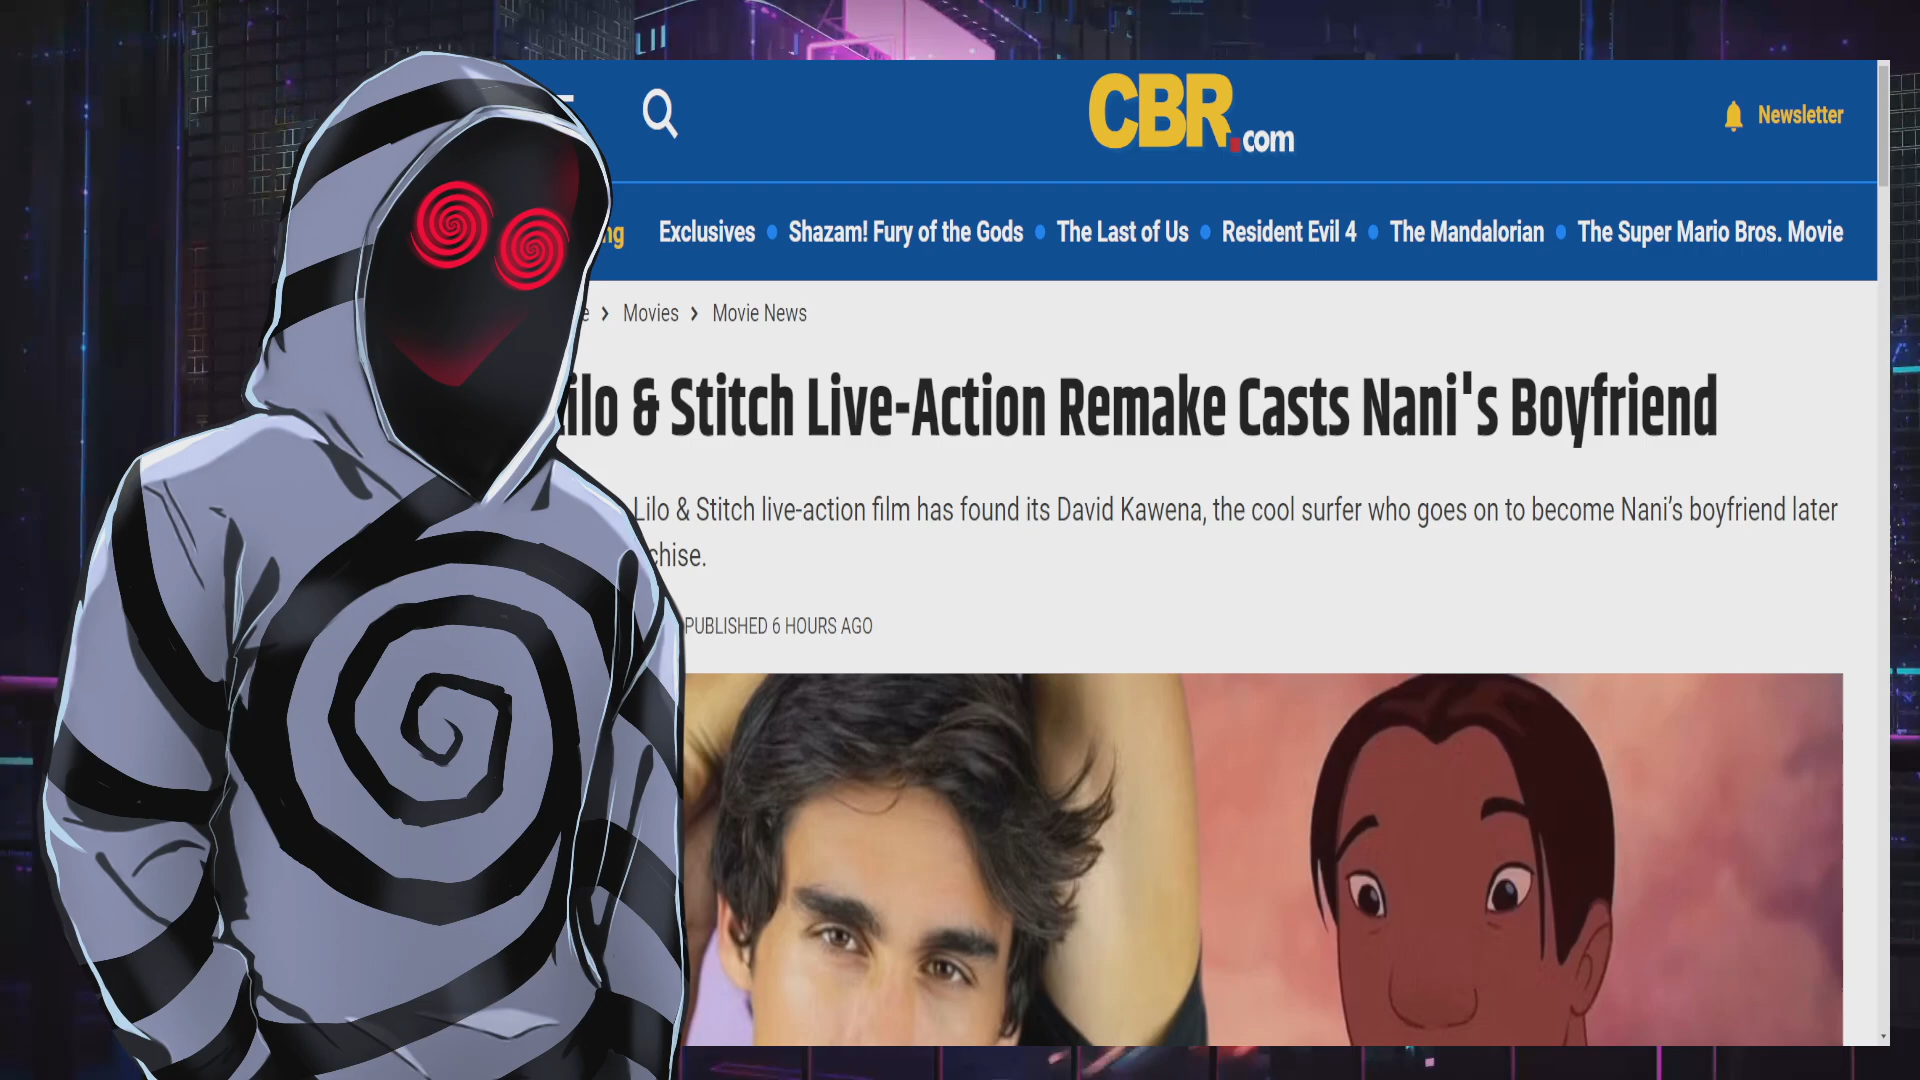 CBR.com
Newsletter
Exclusives • Shazam! Fury of the Gods • The Last of Us • Resident Evil 4 • The Mandalorian • The Super Mario Bros. Movie
Movies > Movie News
ilo & Stitch Live-Action Remake Casts Nani's Boyfriend
Lilo & Stitch live-action film has found its David Kawena, the cool surfer who goes on to become Nani’s boyfriend later
chise.
PUBLISHED 6 HOURS AGO